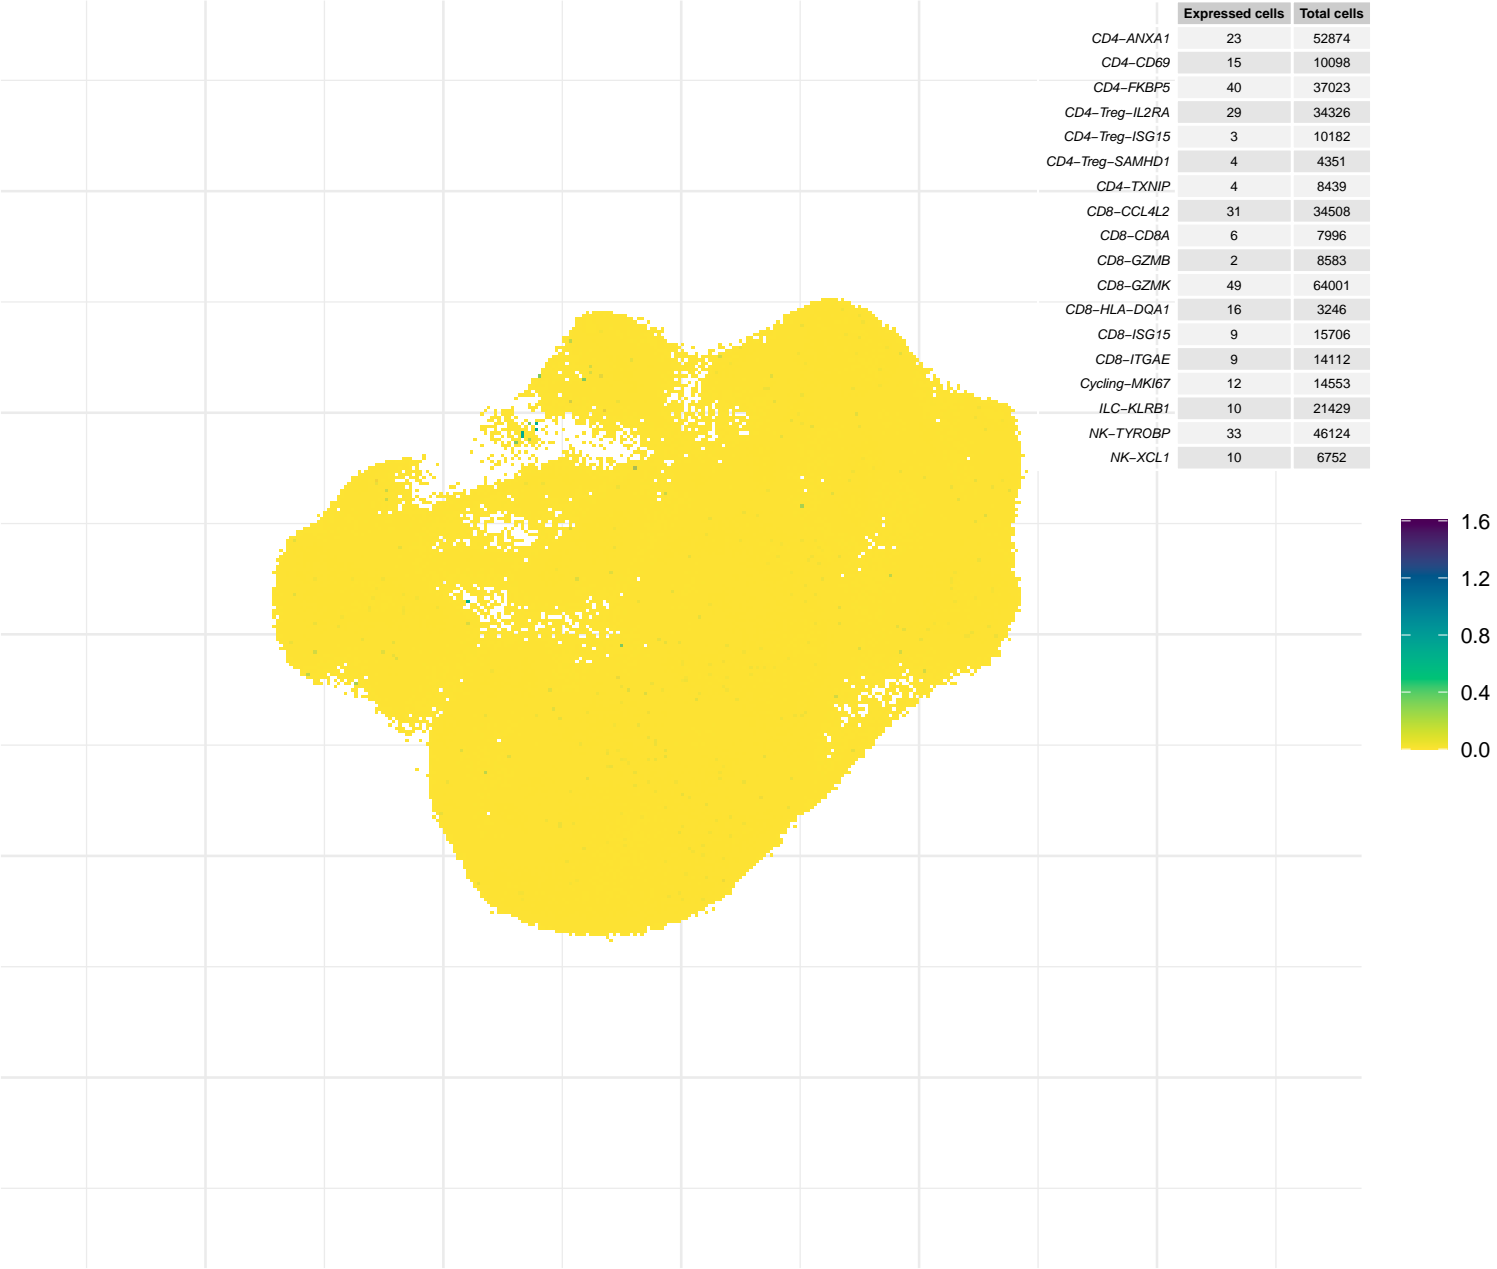 Expressed cells Total cells
CD4−ANXA1 23 52874
CD4−CD69 15 10098
CD4−FKBP5 40 37023
CD4−Treg−IL2RA 29 34326
CD4−Treg−ISG15 3 10182
CD4−Treg−SAMHD1 4 4351
CD4−TXNIP 4 8439
CD8−CCL4L2 31 34508
CD8−CD8A 6 7996
CD8−GZMB 2 8583
CD8−GZMK 49 64001
CD8−HLA−DQA1 16 3246
CD8−ISG15 9 15706
CD8−ITGAE 9 14112
Cycling−MKI67 12 14553
ILC−KLRB1 10 21429
NK−TYROBP 33 46124
NK−XCL1 10 6752
1.6
1.2
0.8
0.4
0.0